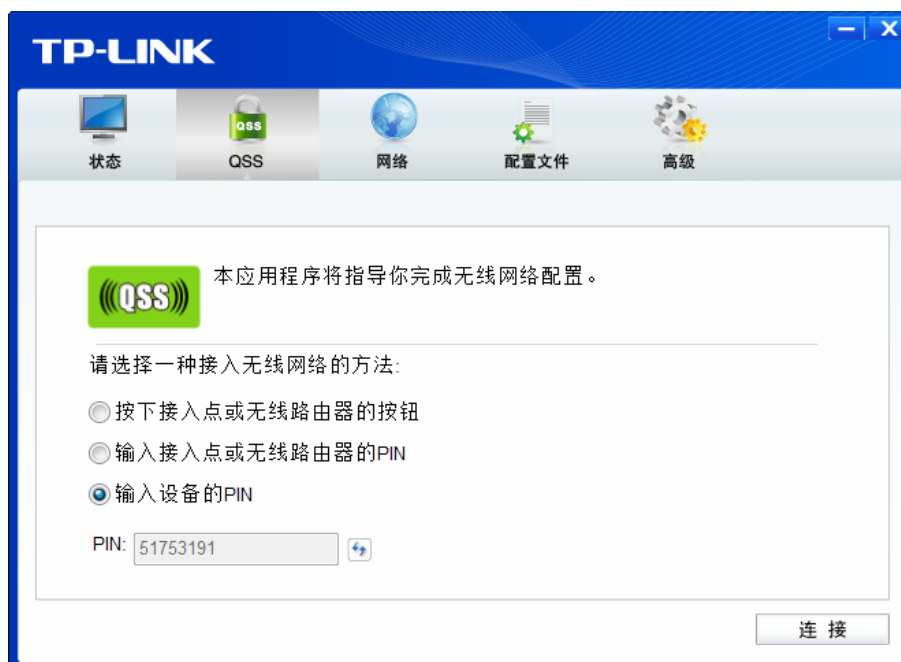 TP-LINK
QSS
状态
QSS
网络
配置文件
高级
(((QSS)))
本应用程序将指导你完成无线网络配置。
请选择一种接入无线网络的方法:
按下接入点或无线路由器的按钮
输入接入点或无线路由器的PIN
输入设备的PIN
PIN: 51753191
连 接